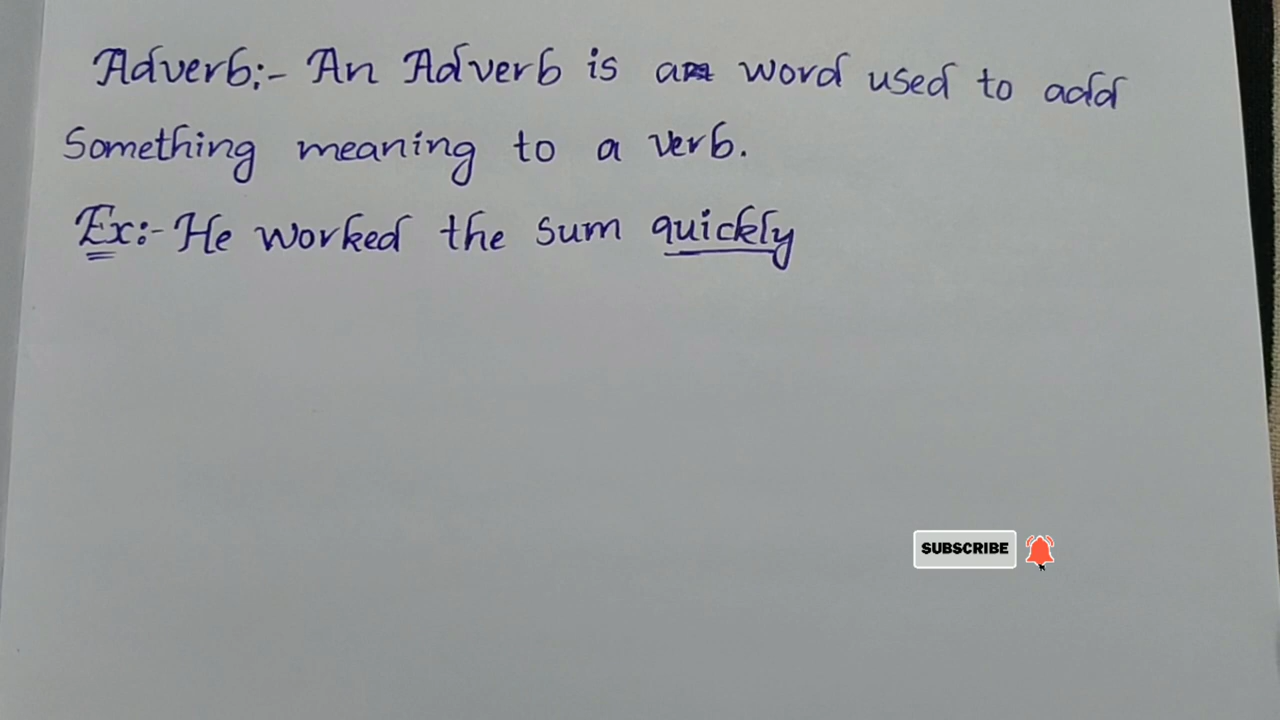 Adverb:- An Adverb is a word used to add
Something meaning to a verb.
Ex:- He worked the sum quickly
SUBSCRIBE